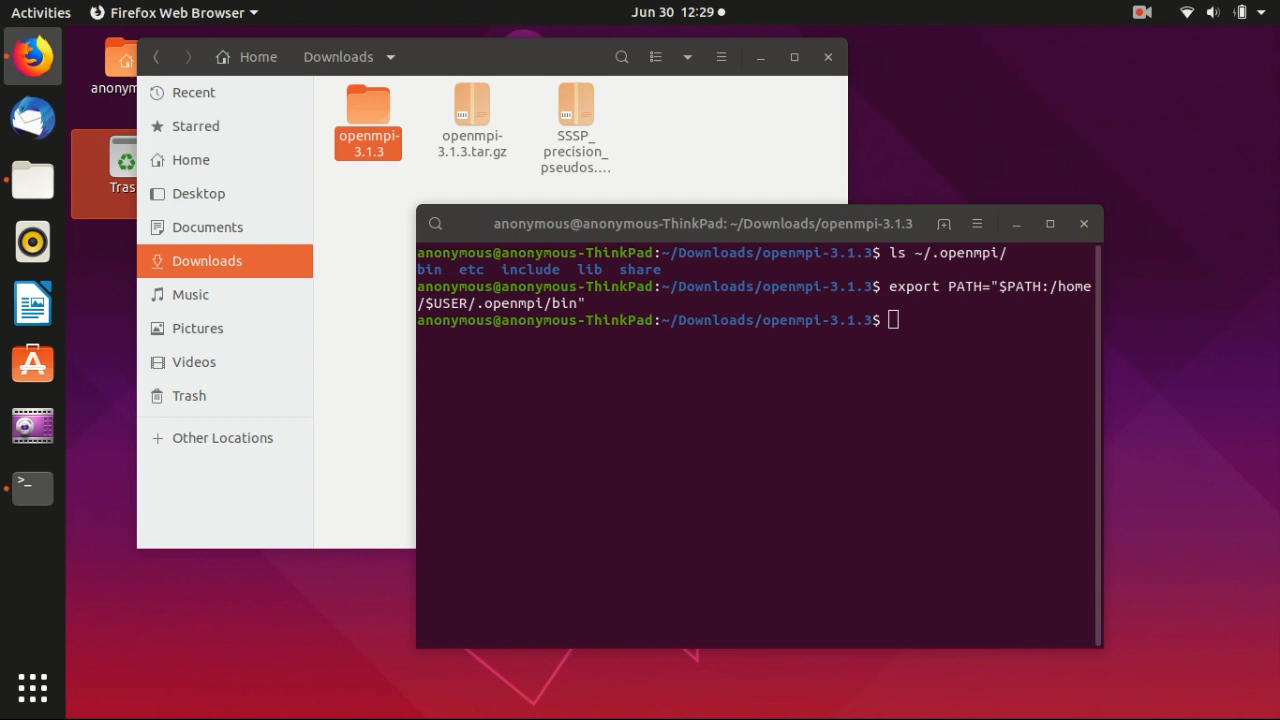 Activities
Firefox Web Browser
Jun 30 12:29
anonym
Tras
Home
Downloads
Recent
Starred
Home
Desktop
Documents
Downloads
Music
Pictures
Videos
Trash
Other Locations
openmpi-
3.1.3
openmpi-
3.1.3.tar.gz
SSSP_
precision_
pseudos.…
anonymous@anonymous-ThinkPad: ~/Downloads/openmpi-3.1.3
anonymous@anonymous-ThinkPad:~/Downloads/openmpi-3.1.3$ ls ~/.openmpi/
bin etc include lib share
anonymous@anonymous-ThinkPad:~/Downloads/openmpi-3.1.3$ export PATH="$PATH:/home
/$USER/.openmpi/bin"
anonymous@anonymous-ThinkPad:~/Downloads/openmpi-3.1.3$